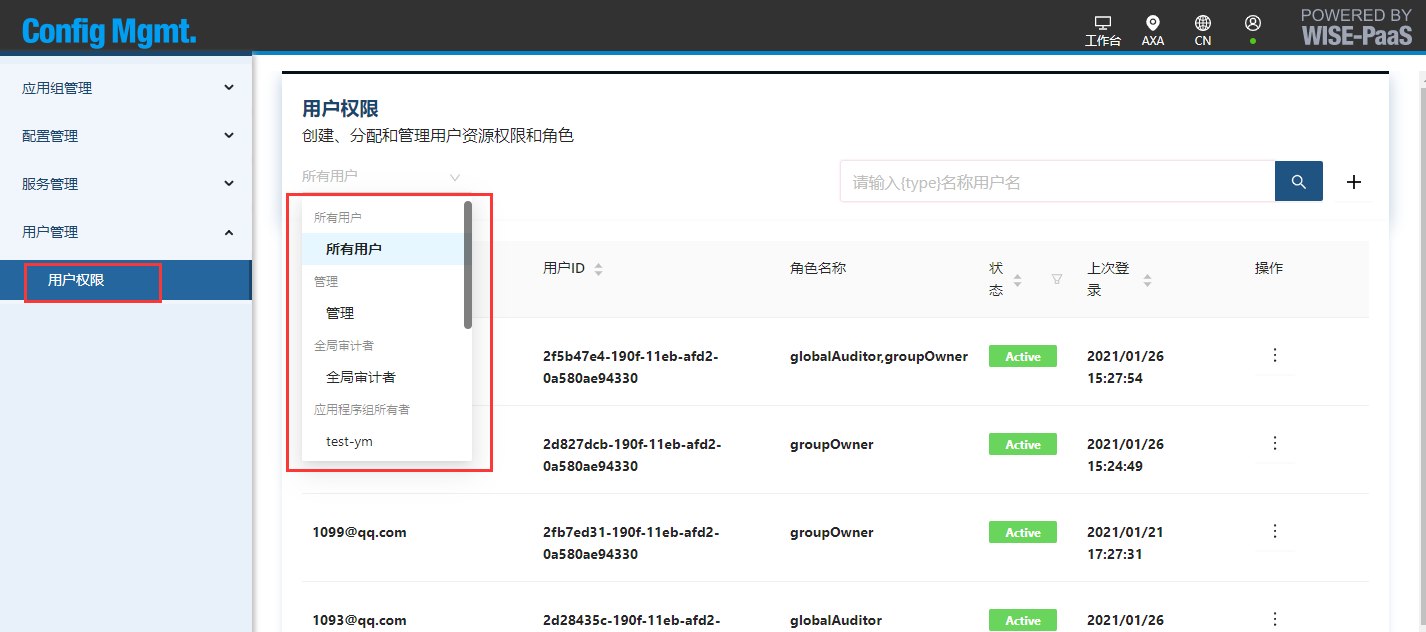 Config Mgmt.
工作台
AXA
CN
POWERED BY
WISE-PaaS
应用组管理
配置管理
服务管理
用户管理
用户权限
用户权限
创建、分配和管理用户资源权限和角色
所有用户
请输入{type}名称用户名
所有用户
所有用户
管理
管理
全局审计者
全局审计者
应用程序组所有者
test-ym
用户ID
角色名称
状
态
上次登
录
操作
2f5b47e4-190f-11eb-afd2-
0a580ae94330
globalAuditor,groupOwner
Active
2021/01/26
15:27:54
2d827dcb-190f-11eb-afd2-
0a580ae94330
groupOwner
Active
2021/01/26
15:24:49
1099@qq.com
2fb7ed31-190f-11eb-afd2-
0a580ae94330
groupOwner
Active
2021/01/21
17:27:31
1093@qq.com
2d28435c-190f-11eb-afd2-
globalAuditor
Active
2021/01/26